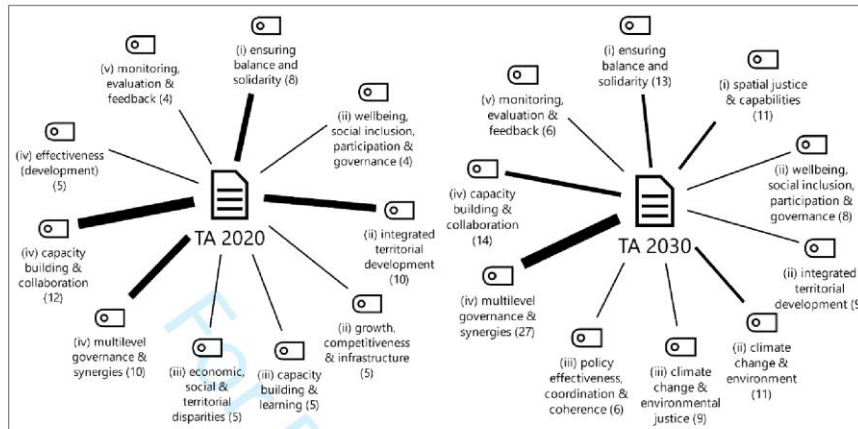 (i) ensuring
balance and
solidarity
(8)
(v) monitoring,
evaluation &
feedback (4)
(ii) wellbeing,
social inclusion,
participation &
governance (4)
(iv) effectiveness
(development)
(5)
TA 2020
(iv) capacity
building &
collaboration
(12)
(ii) integrated
territorial
development
(10)
(iv) multilevel
governance &
synergies (10)
(iii) economic,
social &
territorial
disparities (5)
(iii) capacity
building &
learning (5)
(ii) growth,
competitiveness
& infrastructure
(5)
(i) ensuring
balance and
solidarity (13)
(i) spatial justice
& capabilities
(11)
(v) monitoring,
evaluation &
feedback (6)
(ii) wellbeing,
social inclusion,
participation &
governance (8)
(iv) capacity
building &
collaboration
(14)
TA 2030
(ii) integrated
territorial
development (9
(iv) multilevel
governance &
synergies (27)
(iii) policy
effectiveness,
coordination &
coherence (6)
(iii) climate
change &
environmental
justice (9)
(ii) climate
change &
environment
(11)
For